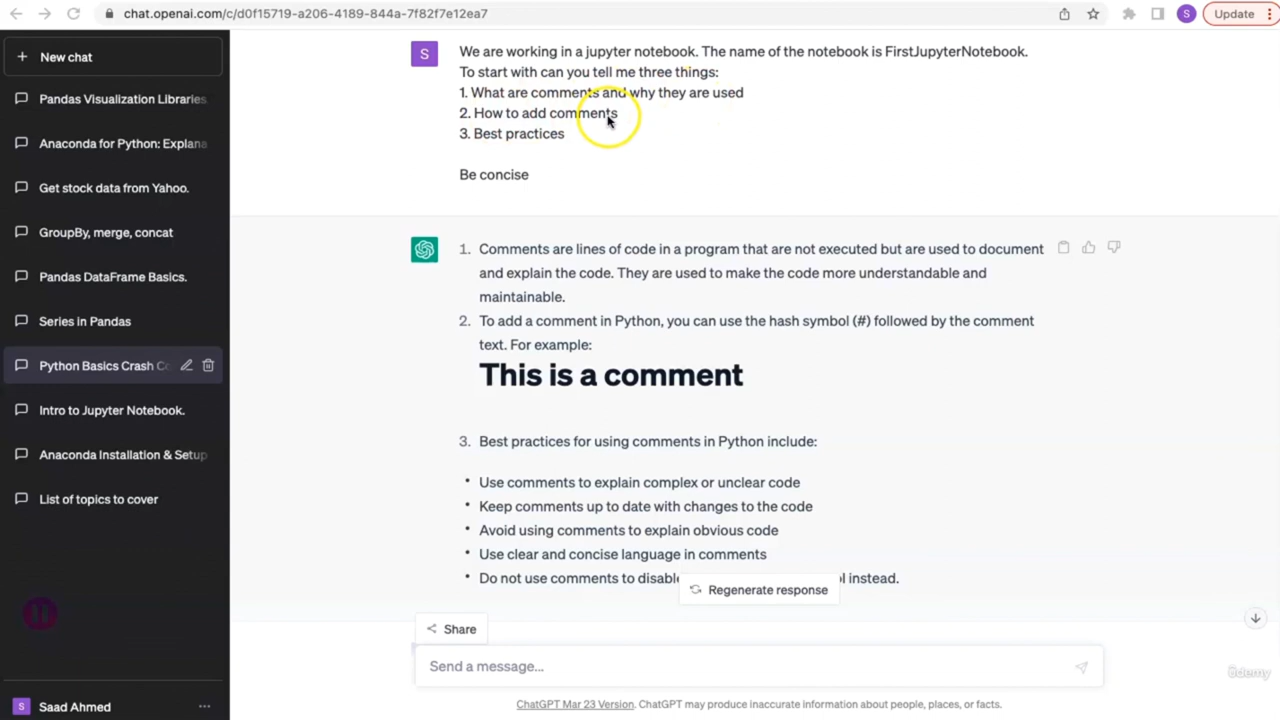 chat.openai.com/c/d0f15719-a206-4189-844a-7f82f7e12ea7
S
Update
New chat
Pandas Visualization Libraries
Anaconda for Python: Explana
Get stock data from Yahoo.
GroupBy, merge, concat
Pandas DataFrame Basics.
Series in Pandas
Python Basics Crash Co
Intro to Jupyter Notebook.
Anaconda Installation & Setup
List of topics to cover
S
Saad Ahmed
S
We are working in a jupyter notebook. The name of the notebook is FirstJupyterNotebook.
To start with can you tell me three things:
1. What are comments and why they are used
2. How to add comments
3. Best practices
Be concise
1. Comments are lines of code in a program that are not executed but are used to document
and explain the code. They are used to make the code more understandable and
maintainable.
2. To add a comment in Python, you can use the hash symbol (#) followed by the comment
text. For example:
This is a comment
3. Best practices for using comments in Python include:
• Use comments to explain complex or unclear code
• Keep comments up to date with changes to the code
• Avoid using comments to explain obvious code
• Use clear and concise language in comments
• Do not use comments to instead.
Regenerate response
Share
Send a message...
ChatGPT Mar 23 Version. ChatGPT may produce inaccurate information about people, places, or facts.
ûdemy